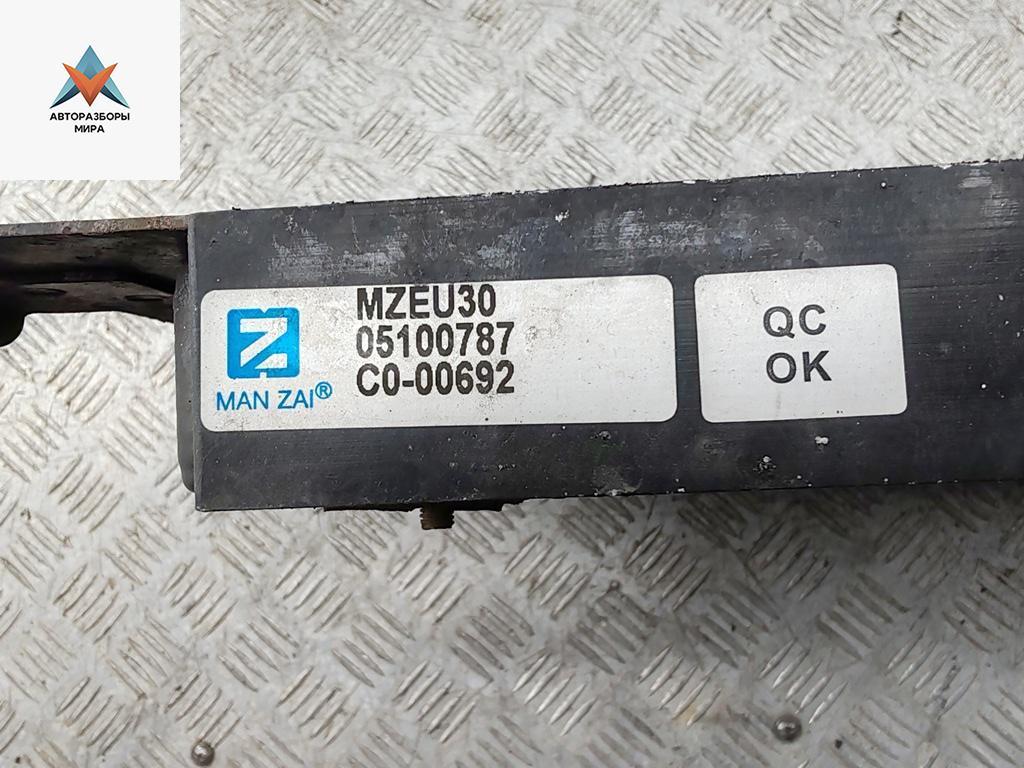 АВТОРАЗБОРЫ
МИРА
MZEU30
05100787
C0-00692
MAN ZAI®
QC
OK